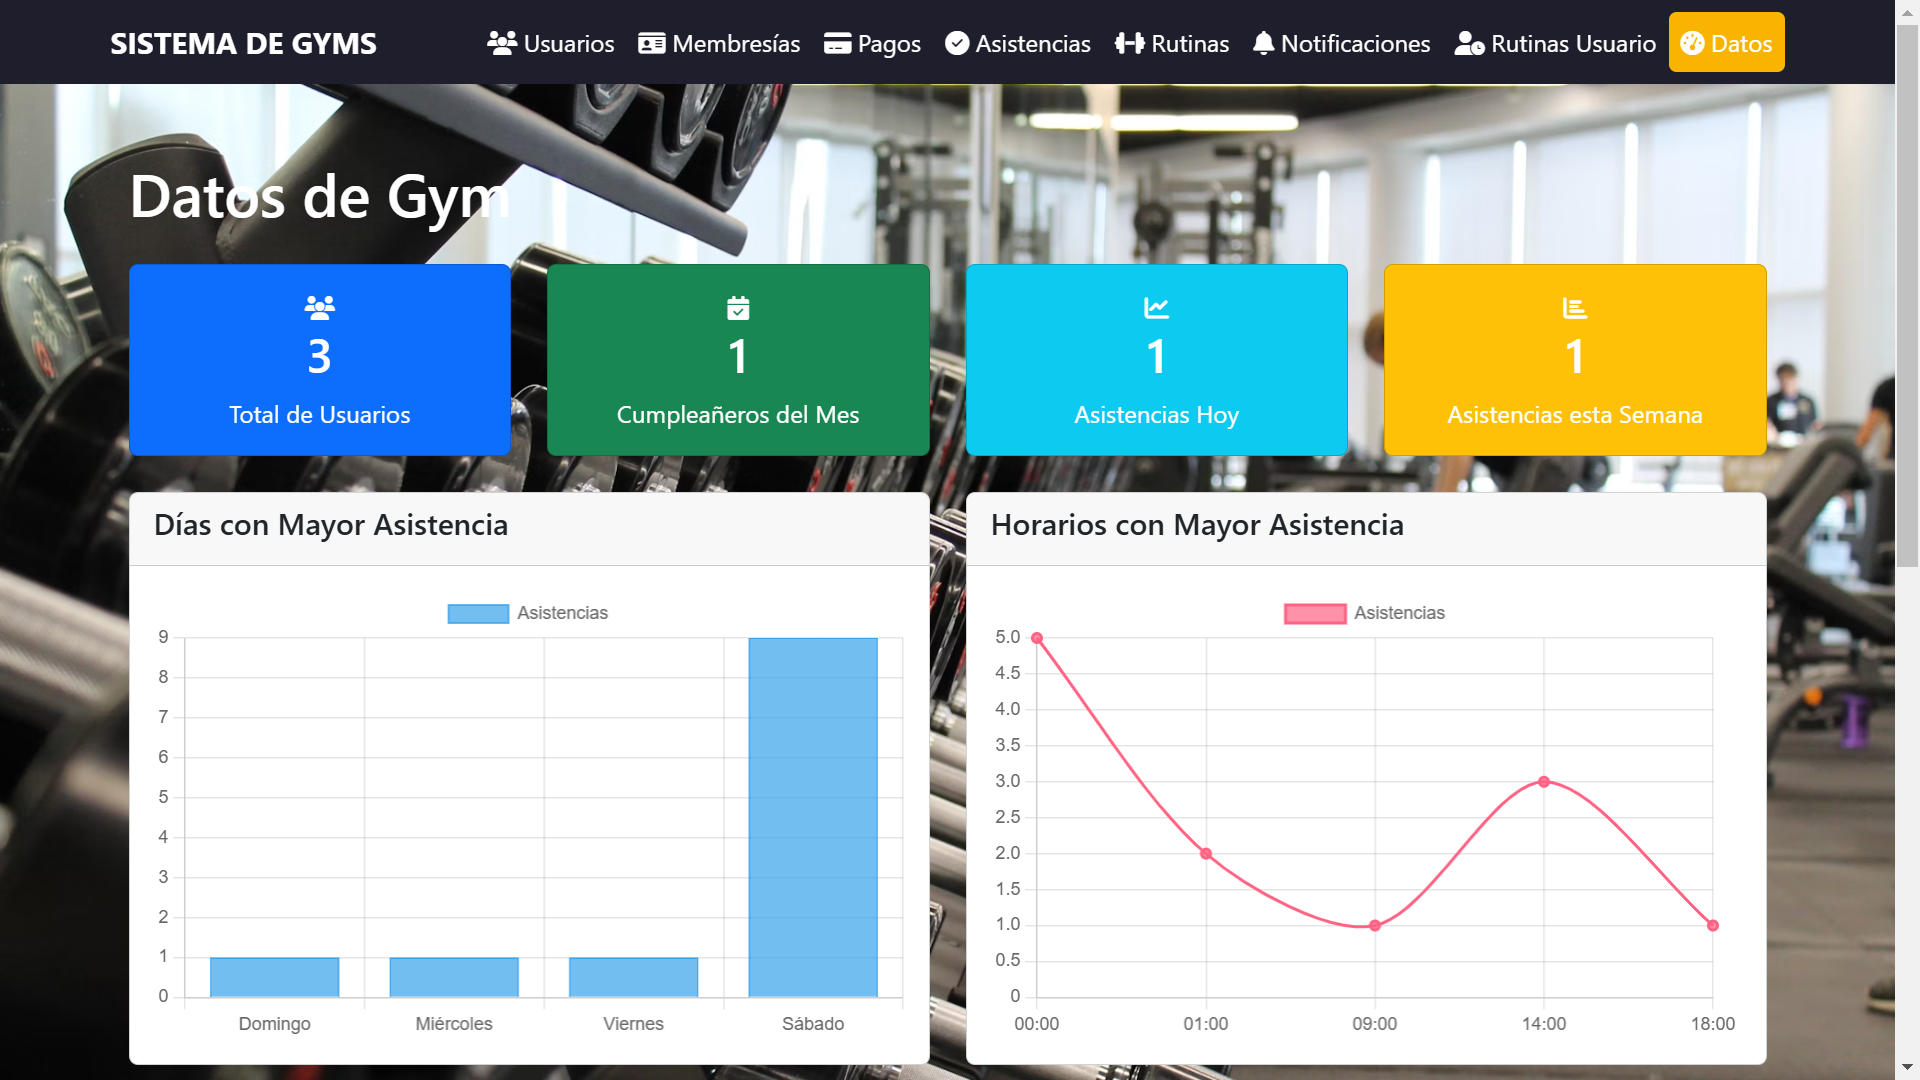 SISTEMA DE GYMS
Usuarios
Membresías
Pagos
Asistencias
Rutinas
Notificaciones
Rutinas Usuario
Datos
Datos de Gym
3
Total de Usuarios
1
Cumpleañeros del Mes
1
Asistencias Hoy
1
Asistencias esta Semana
Días con Mayor Asistencia
Asistencias
9
8
7
6
5
4
3
2
1
0
Domingo Miércoles Viernes Sábado
Horarios con Mayor Asistencia
Asistencias
5.0
4.5
4.0
3.5
3.0
2.5
2.0
1.5
1.0
0.5
0
00:00 01:00 09:00 14:00 18:00